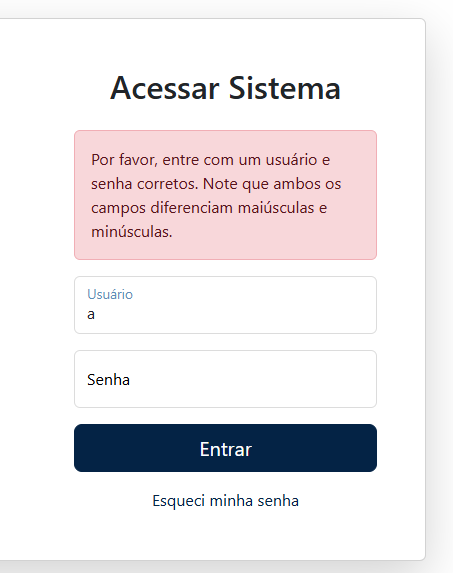 Acessar Sistema
Por favor, entre com um usuário e
senha corretos. Note que ambos os
campos diferenciam maiúsculas e
minúsculas.
Usuário
a
Senha
Entrar
Esqueci minha senha